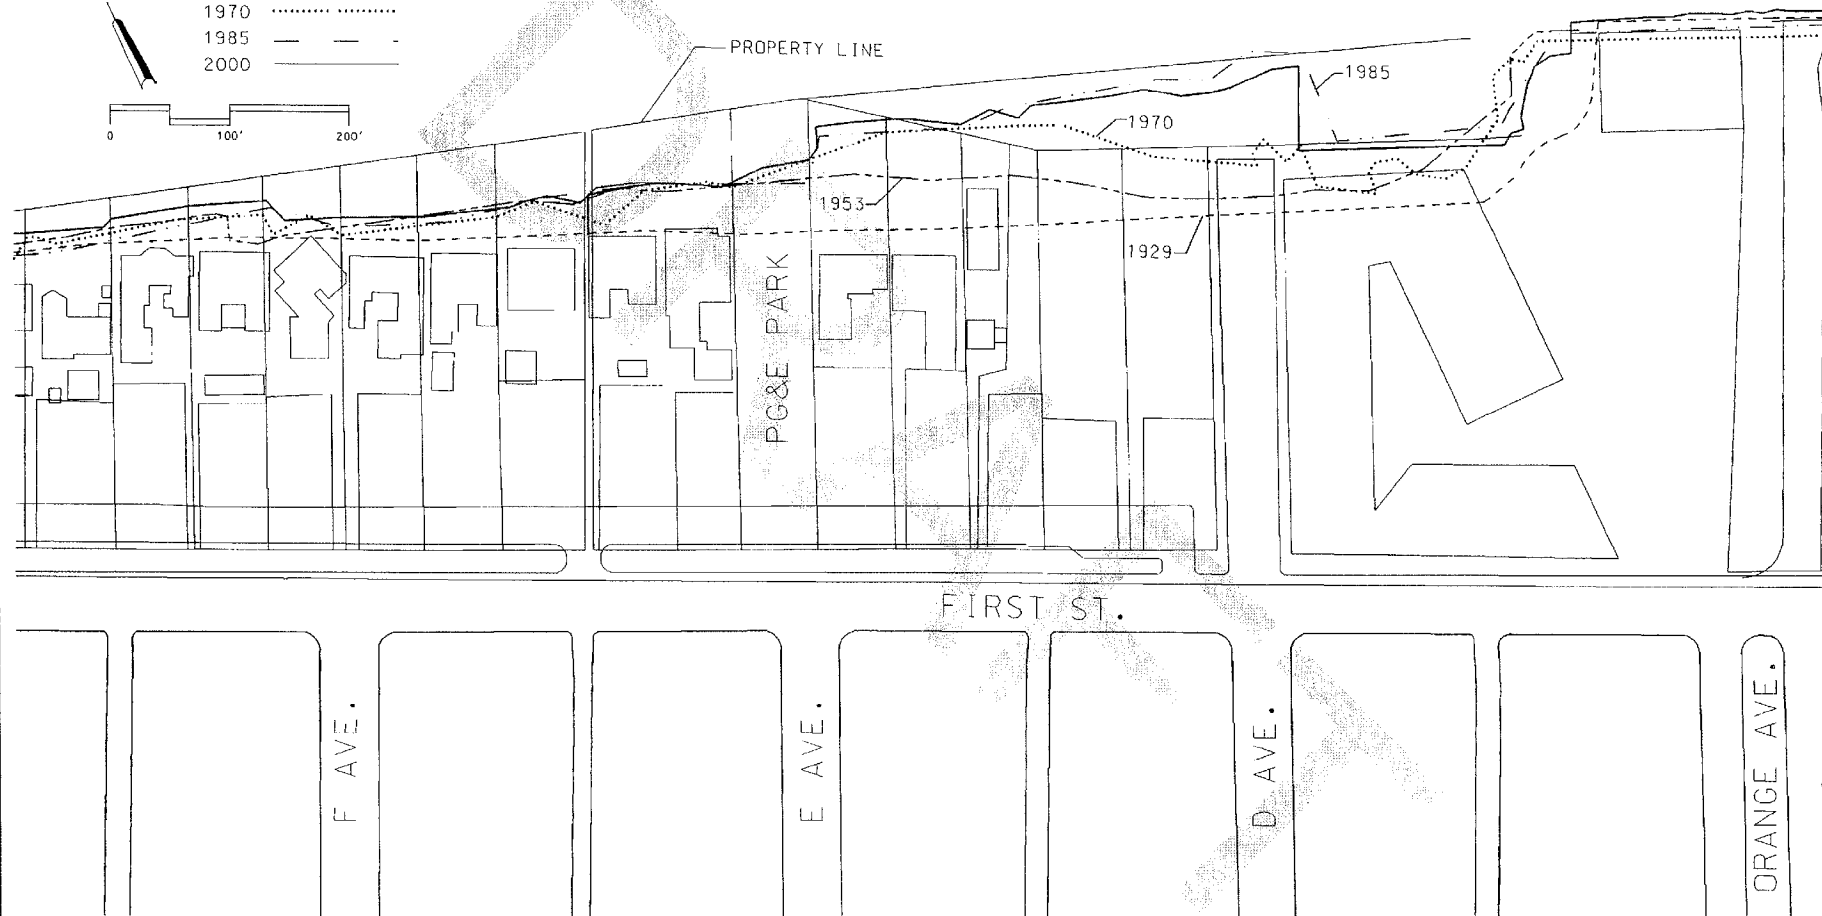 1970
1985
2000
0 100' 200'
PROPERTY LINE
1985
1970
1953
1929
PG&E PARK
FIRST ST.
F AVE.
E AVE.
D AVE.
ORANGE AVE.